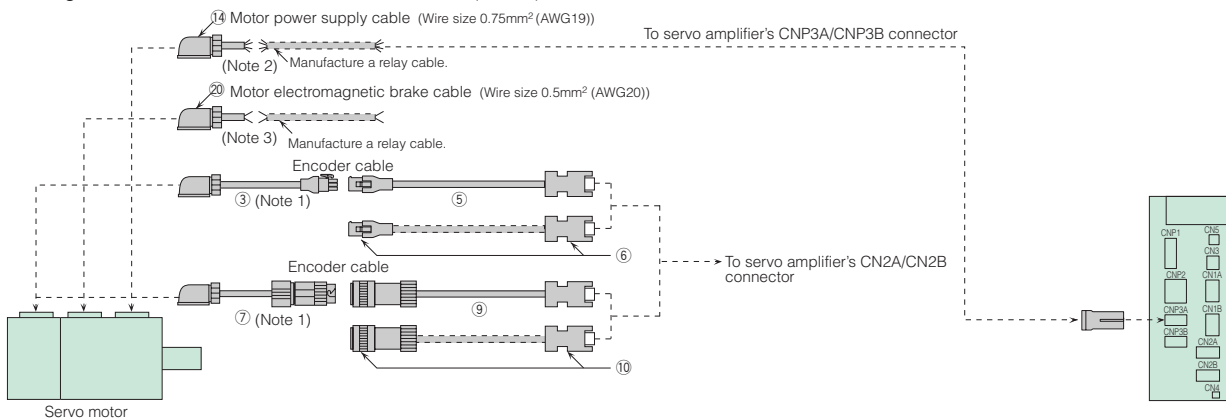 ⑭ Motor power supply cable (Wire size 0.75mm² (AWG19))
To servo amplifier's CNP3A/CNP3B connector
(Note 2)
Manufacture a relay cable.
⑳ Motor electromagnetic brake cable (Wire size 0.5mm² (AWG20))
(Note 3)
Manufacture a relay cable.
Encoder cable
③ (Note 1)
⑤
⑥
To servo amplifier's CN2A/CN2B
connector
Encoder cable
⑦ (Note 1)
⑨
⑩
Servo motor
CNP1
CN5
CN3
CNP2
CN1A
CNP3A
CN1B
CNP3B
CN2A
CN2B
CN4